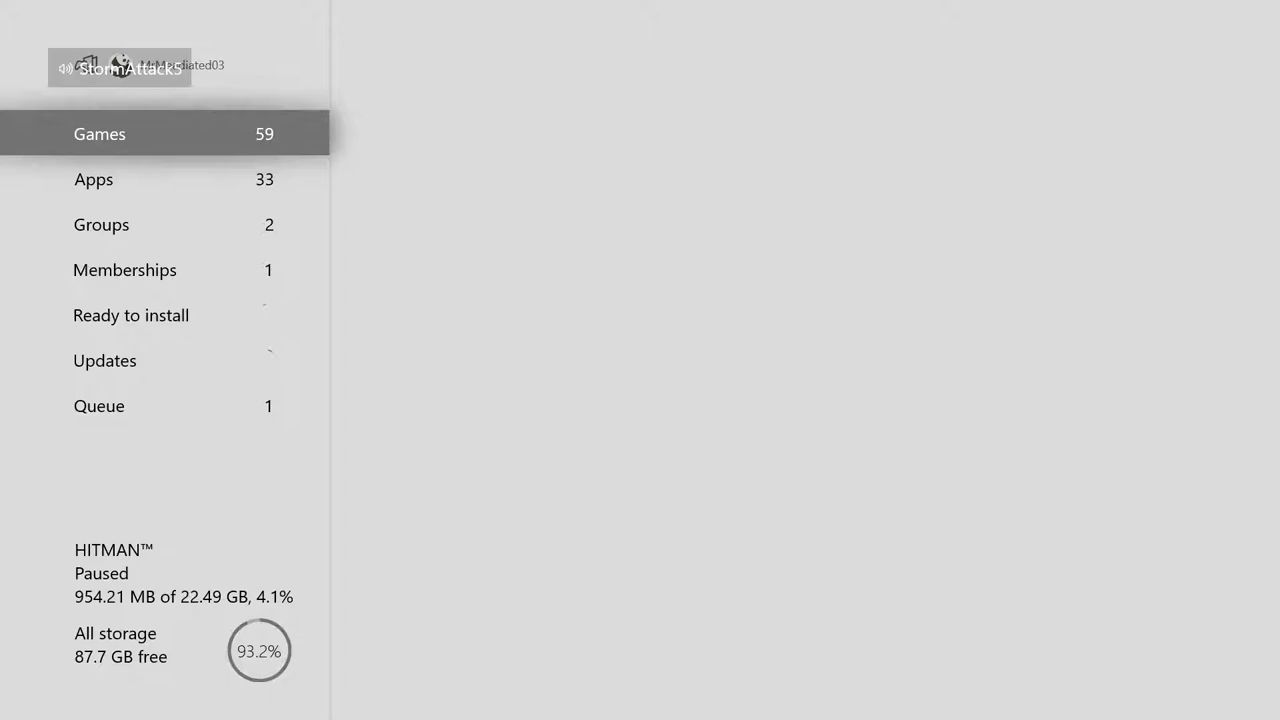 StormAttack5
Games 59
Apps 33
Groups 2
Memberships 1
Ready to install
Updates
Queue 1
HITMAN™
Paused
954.21 MB of 22.49 GB, 4.1%
All storage
87.7 GB free
93.2%